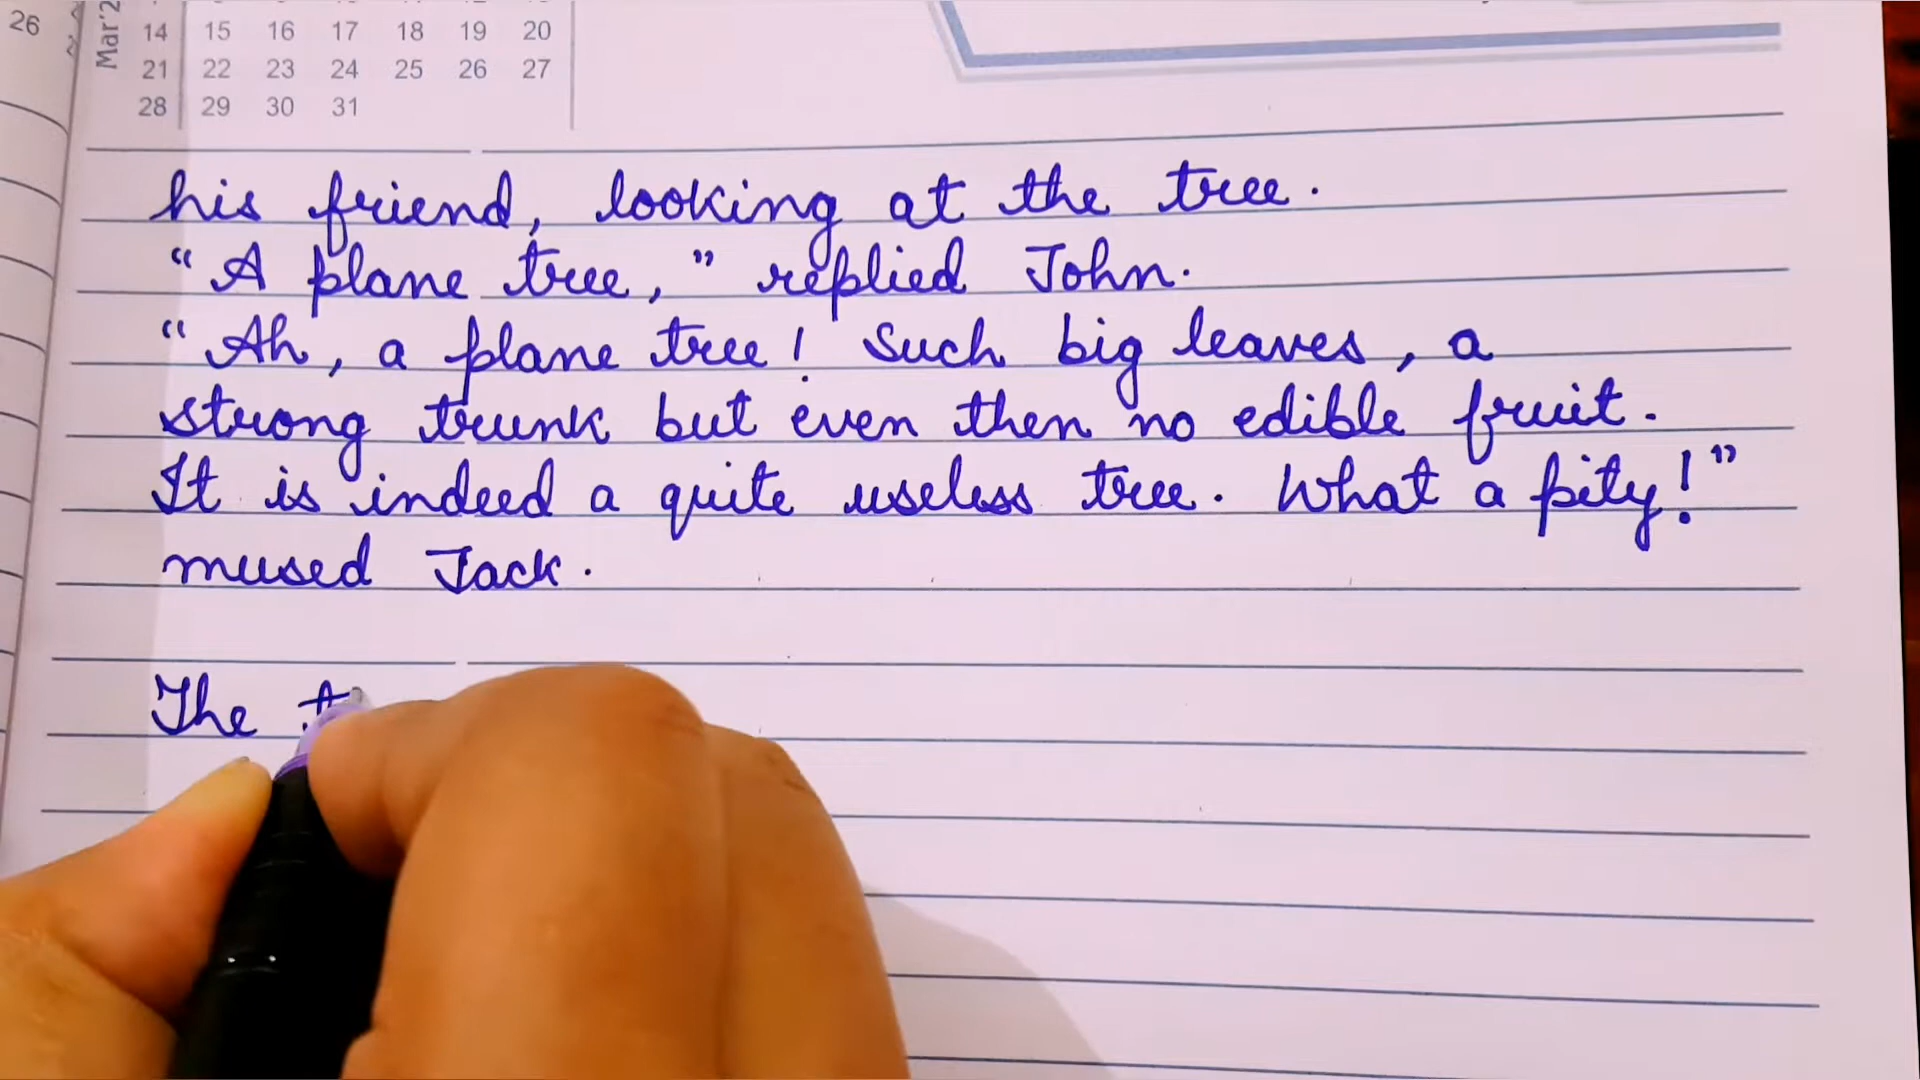 26
Mar'2
14 15 16 17 18 19 20
21 22 23 24 25 26 27
28 29 30 31
his friend, looking at the tree.
“A plane tree,” replied John.
“Ah, a plane tree! Such big leaves, a
strong trunk but even then no edible fruit.
It is indeed a quite useless tree. What a pity!”
mused Jack.
The t